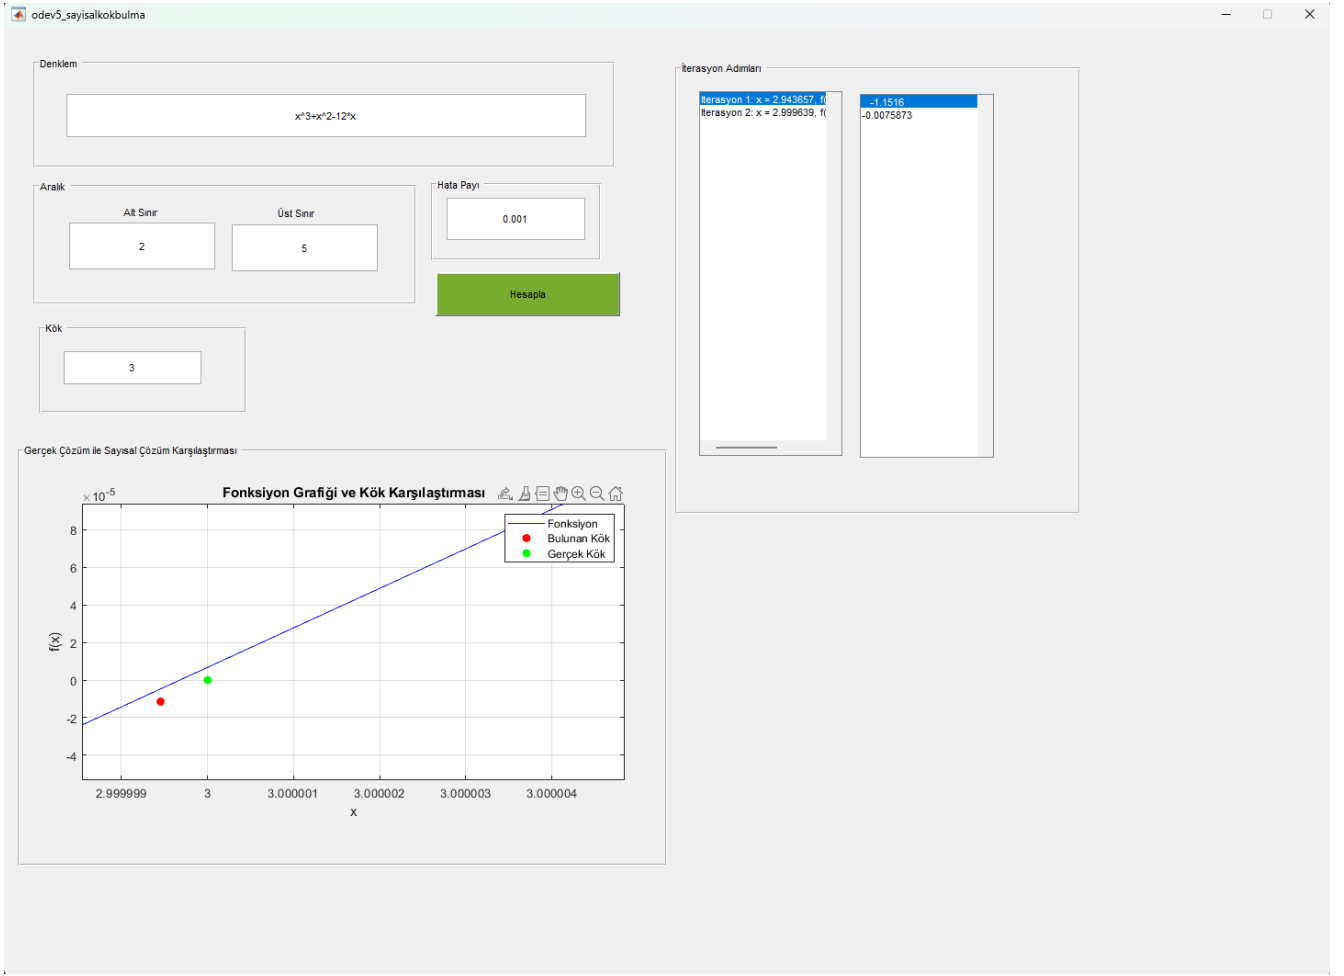 odev5_sayisalkokbulma
Denklem
x^3+x^2-12*x
Aralık
Alt Sınır
Üst Sınır
2
5
Hata Payı
0.001
Hesapla
Kök
3
İterasyon Adımları
Iterasyon 1: x = 2.943657, f(
Iterasyon 2: x = 2.999639, f(
-1.1516
-0.0075873
Gerçek Çözüm ile Sayısal Çözüm Karşılaştırması
Fonksiyon Grafiği ve Kök Karşılaştırması
×10^-5
Fonksiyon
Bulunan Kök
Gerçek Kök
8
6
4
2
0
-2
-4
f(x)
2.999999
3
3.000001
3.000002
3.000003
3.000004
x